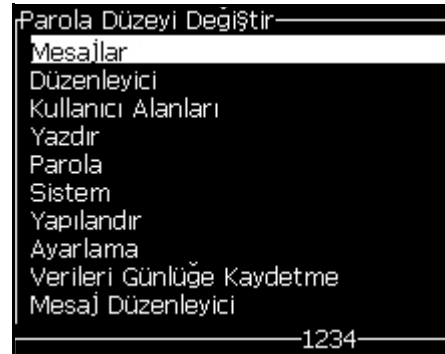 Parola Düzeyi Değiştir
Mesajlar
Düzenleyici
Kullanıcı Alanları
Yazdır
Parola
Sistem
Yapılandır
Ayarlama
Verileri Günlüğe Kaydetme
Mesaj Düzenleyici
1234